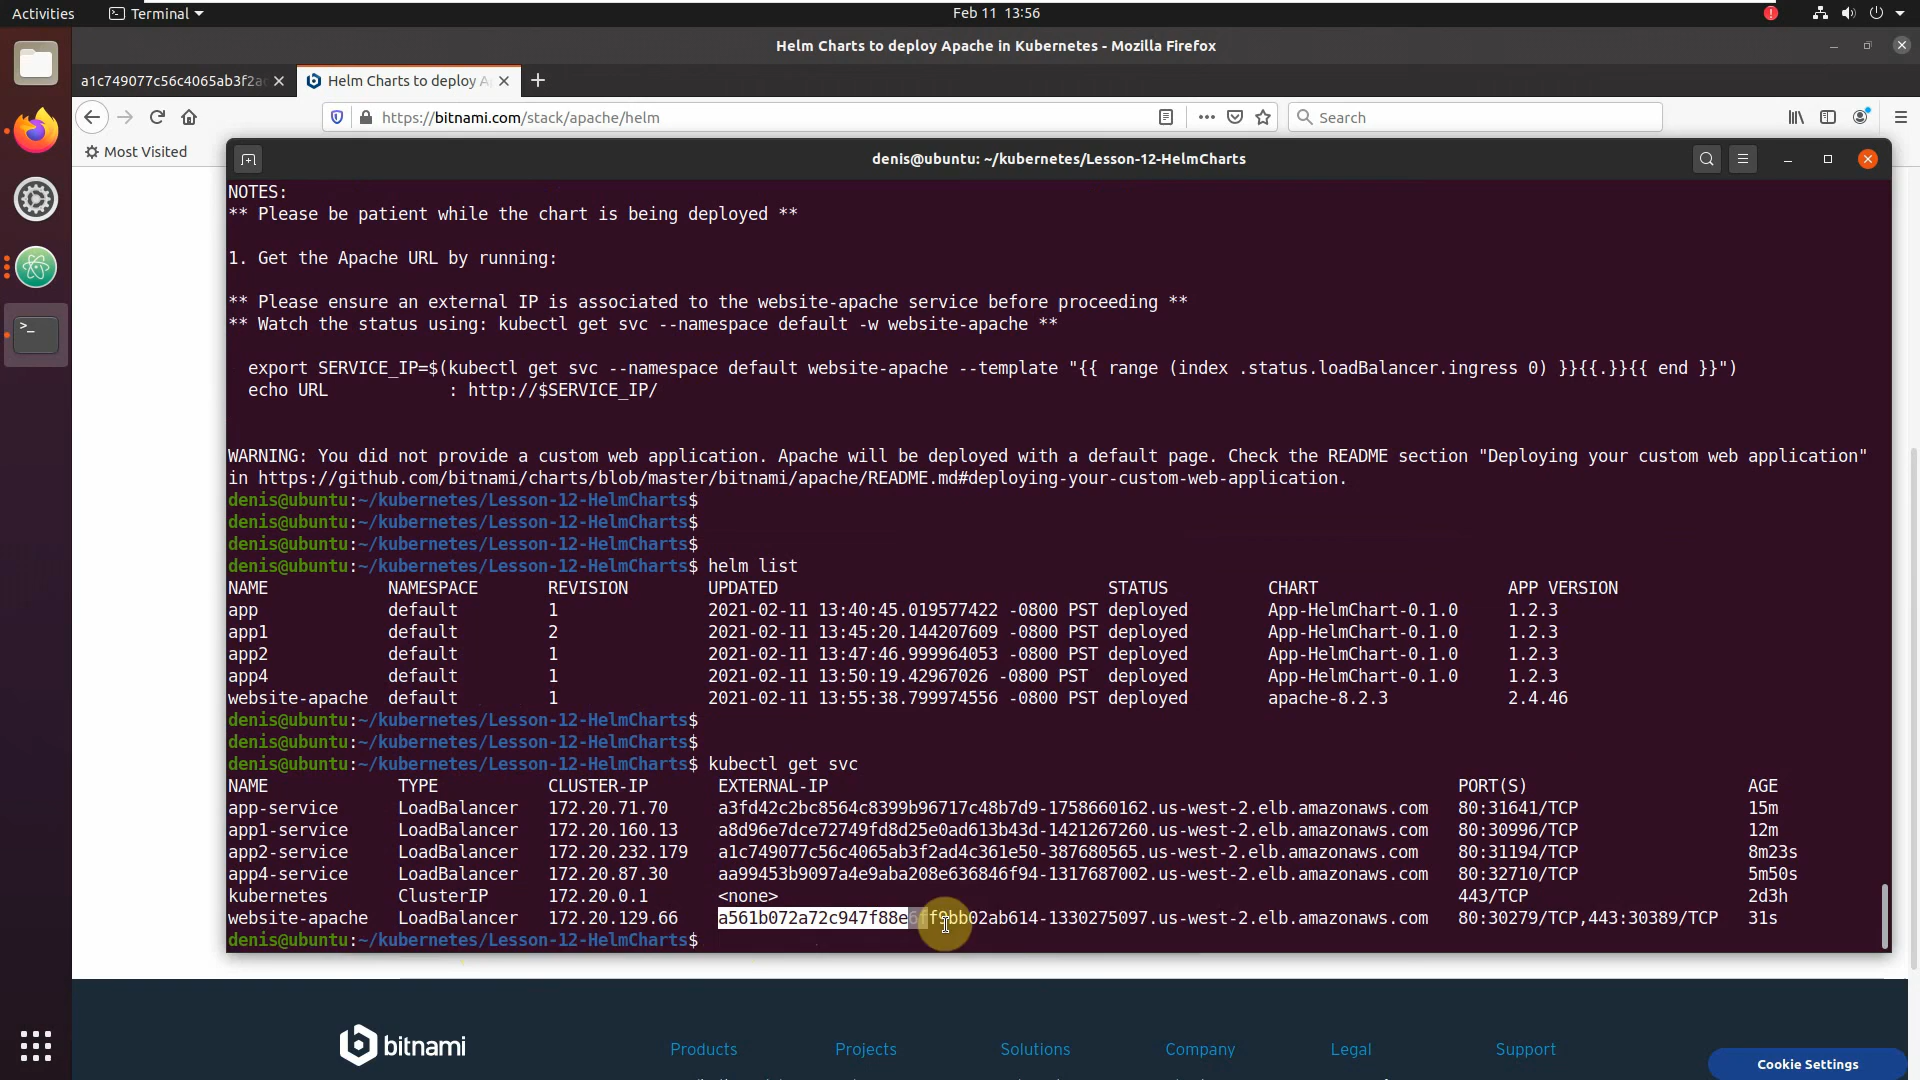 Activities
Terminal
Feb 11 13:56
Helm Charts to deploy Apache in Kubernetes - Mozilla Firefox
a1c749077c56c4065ab3f2a
Helm Charts to deploy A
https://bitnami.com/stack/apache/helm
Search
Most Visited
denis@ubuntu: ~/kubernetes/Lesson-12-HelmCharts
NOTES:
** Please be patient while the chart is being deployed **
1. Get the Apache URL by running:
** Please ensure an external IP is associated to the website-apache service before proceeding **
** Watch the status using: kubectl get svc --namespace default -w website-apache **
export SERVICE_IP=$(kubectl get svc --namespace default website-apache --template "{{ range (index .status.loadBalancer.ingress 0) }}{{.}}{{ end }}")
echo URL            : http://$SERVICE_IP/
WARNING: You did not provide a custom web application. Apache will be deployed with a default page. Check the README section "Deploying your custom web application"
in https://github.com/bitnami/charts/blob/master/bitnami/apache/README.md#deploying-your-custom-web-application.
denis@ubuntu:~/kubernetes/Lesson-12-HelmCharts$
denis@ubuntu:~/kubernetes/Lesson-12-HelmCharts$
denis@ubuntu:~/kubernetes/Lesson-12-HelmCharts$
denis@ubuntu:~/kubernetes/Lesson-12-HelmCharts$ helm list
NAME NAMESPACE REVISION UPDATED STATUS CHART APP VERSION
app default 1 2021-02-11 13:40:45.019577422 -0800 PST deployed App-HelmChart-0.1.0 1.2.3
app1 default 2 2021-02-11 13:45:20.144207609 -0800 PST deployed App-HelmChart-0.1.0 1.2.3
app2 default 1 2021-02-11 13:47:46.999964053 -0800 PST deployed App-HelmChart-0.1.0 1.2.3
app4 default 1 2021-02-11 13:50:19.42967026 -0800 PST deployed App-HelmChart-0.1.0 1.2.3
website-apache default 1 2021-02-11 13:55:38.799974556 -0800 PST deployed apache-8.2.3 2.4.46
denis@ubuntu:~/kubernetes/Lesson-12-HelmCharts$
denis@ubuntu:~/kubernetes/Lesson-12-HelmCharts$
denis@ubuntu:~/kubernetes/Lesson-12-HelmCharts$ kubectl get svc
NAME TYPE CLUSTER-IP EXTERNAL-IP PORT(S) AGE
app-service LoadBalancer 172.20.71.70 a3fd42c2bc8564c8399b96717c48b7d9-1758660162.us-west-2.elb.amazonaws.com 80:31641/TCP 15m
app1-service LoadBalancer 172.20.160.13 a8d96e7dce72749fd8d25e0ad613b43d-1421267260.us-west-2.elb.amazonaws.com 80:30996/TCP 12m
app2-service LoadBalancer 172.20.232.179 a1c749077c56c4065ab3f2ad4c361e50-387680565.us-west-2.elb.amazonaws.com 80:31194/TCP 8m23s
app4-service LoadBalancer 172.20.87.30 aa99453b9097a4e9aba208e636846f94-1317687002.us-west-2.elb.amazonaws.com 80:32710/TCP 5m50s
kubernetes ClusterIP 172.20.0.1 <none> 443/TCP 2d3h
website-apache LoadBalancer 172.20.129.66 a561b072a72c947f88e6ff9bb02ab614-1330275097.us-west-2.elb.amazonaws.com 80:30279/TCP,443:30389/TCP 31s
denis@ubuntu:~/kubernetes/Lesson-12-HelmCharts$
bitnami
Products
Projects
Solutions
Company
Legal
Support
Cookie Settings